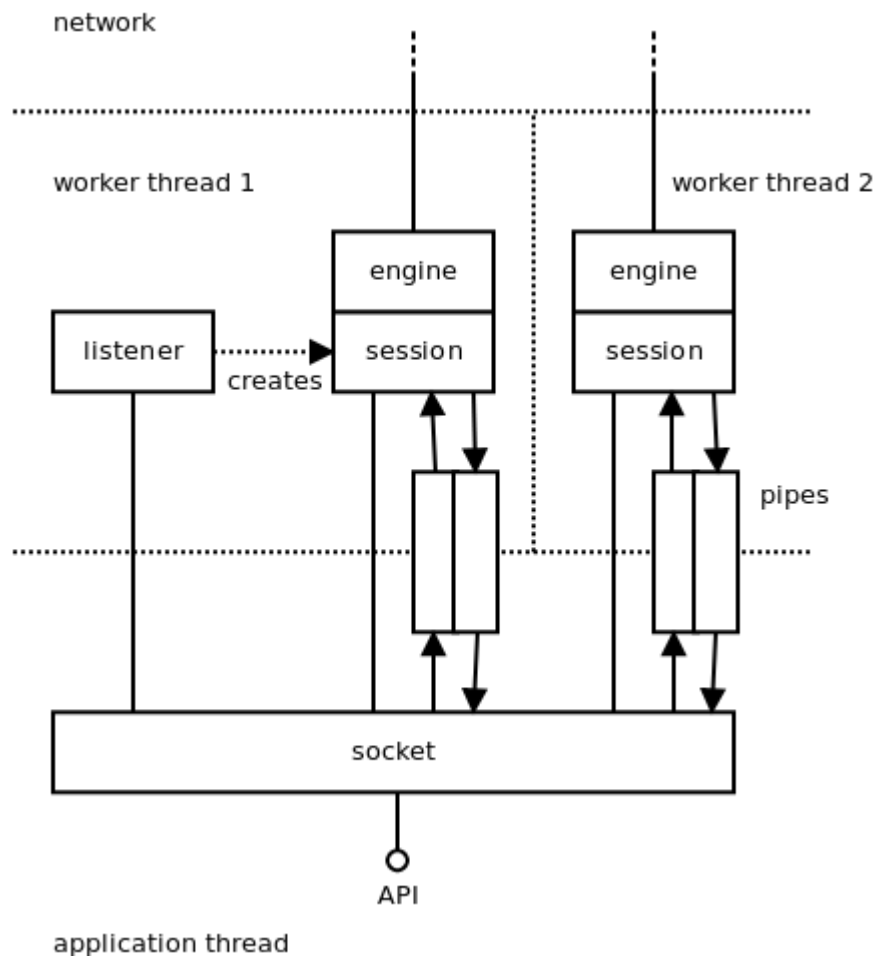 network
worker thread 1
worker thread 2
engine
engine
listener
session
session
creates
pipes
socket
API
application thread